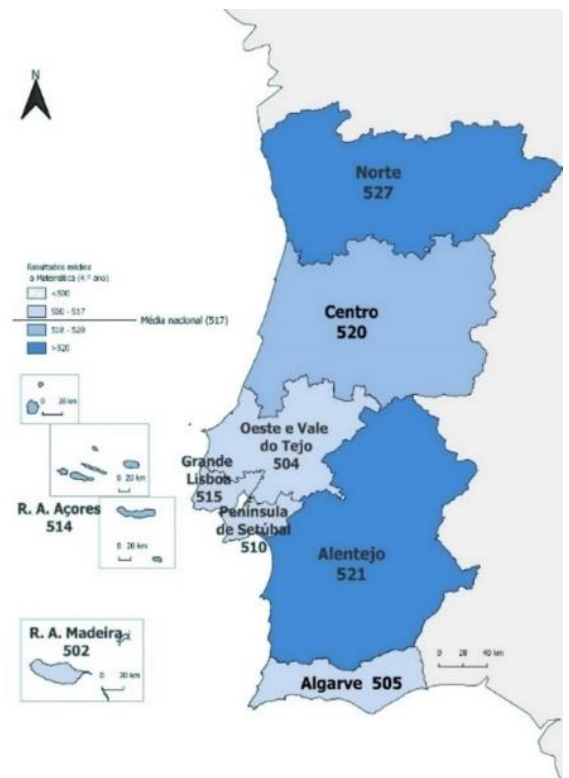 N
Norte
527
Resultados médios
a Matemática (4.º ano)
<500
500 - 517
Média nacional (517)
518 - 520
>520
Centro
520
0 20 km
Oeste e Vale
do Tejo
504
Grande
Lisboa
515
0 20 km
R. A. Açores
514
Península
de Setúbal
510
0 20 km
Alentejo
521
R. A. Madeira
502
0 20 km
0 20 40 km
Algarve 505